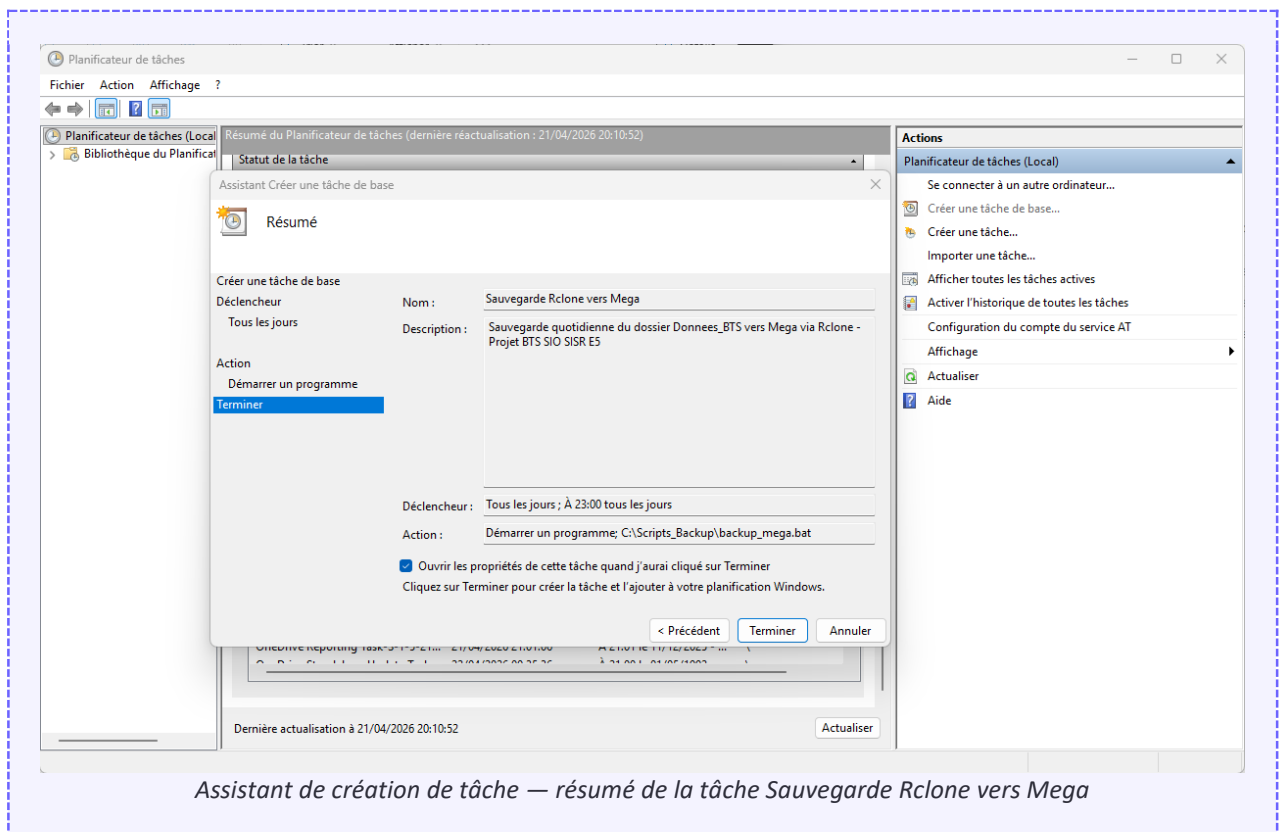 Planificateur de tâches
Fichier Action Affichage ?
Planificateur de tâches (Local
Bibliothèque du Planificat
Résumé du Planificateur de tâches (dernière réactualisation : 21/04/2026 20:10:52)
Statut de la tâche
Assistant Créer une tâche de base
Résumé
Créer une tâche de base
Déclencheur
Tous les jours
Action
Démarrer un programme
Terminer
Nom :
Sauvegarde Rclone vers Mega
Description :
Sauvegarde quotidienne du dossier Donnees_BTS vers Mega via Rclone -
Projet BTS SIO SISR E5
Déclencheur :
Tous les jours ; À 23:00 tous les jours
Action :
Démarrer un programme; C:\Scripts_Backup\backup_mega.bat
Ouvrir les propriétés de cette tâche quand j'aurai cliqué sur Terminer
Cliquez sur Terminer pour créer la tâche et l'ajouter à votre planification Windows.
< Précédent Terminer Annuler
Dernière actualisation à 21/04/2026 20:10:52
Actualiser
Actions
Planificateur de tâches (Local)
Se connecter à un autre ordinateur...
Créer une tâche de base...
Créer une tâche...
Importer une tâche...
Afficher toutes les tâches actives
Activer l'historique de toutes les tâches
Configuration du compte du service AT
Affichage
Actualiser
Aide
Assistant de création de tâche — résumé de la tâche Sauvegarde Rclone vers Mega